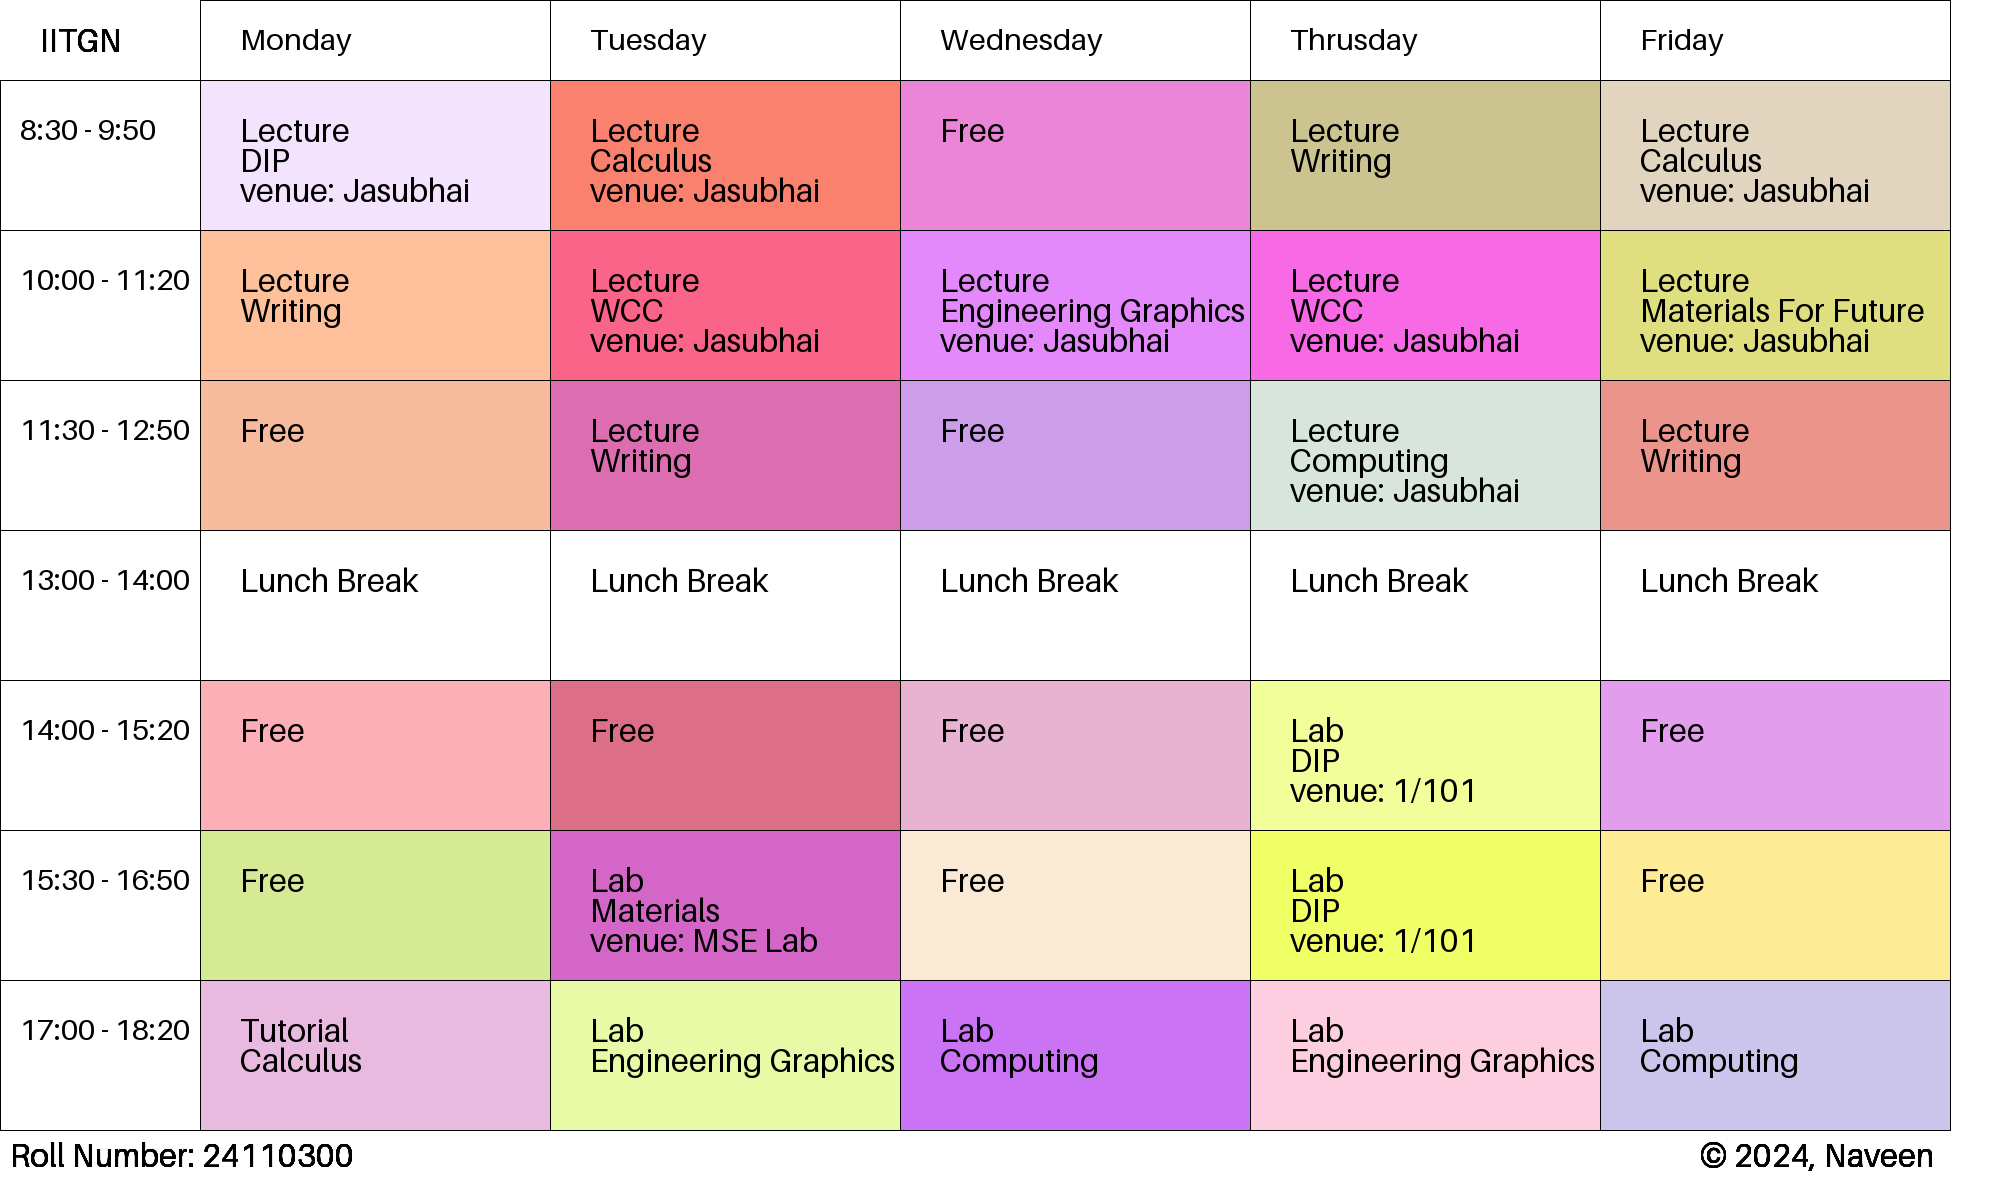 IITGN Monday Tuesday Wednesday Thrusday Friday
8:30 - 9:50
Lecture
DIP
venue: Jasubhai
Lecture
Calculus
venue: Jasubhai
Free
Lecture
Writing
Lecture
Calculus
venue: Jasubhai
10:00 - 11:20
Lecture
Writing
Lecture
WCC
venue: Jasubhai
Lecture
Engineering Graphics
venue: Jasubhai
Lecture
WCC
venue: Jasubhai
Lecture
Materials For Future
venue: Jasubhai
11:30 - 12:50
Free
Lecture
Writing
Free
Lecture
Computing
venue: Jasubhai
Lecture
Writing
13:00 - 14:00
Lunch Break
Lunch Break
Lunch Break
Lunch Break
Lunch Break
14:00 - 15:20
Free
Free
Free
Lab
DIP
venue: 1/101
Free
15:30 - 16:50
Free
Lab
Materials
venue: MSE Lab
Free
Lab
DIP
venue: 1/101
Free
17:00 - 18:20
Tutorial
Calculus
Lab
Engineering Graphics
Lab
Computing
Lab
Engineering Graphics
Lab
Computing
Roll Number: 24110300
© 2024, Naveen